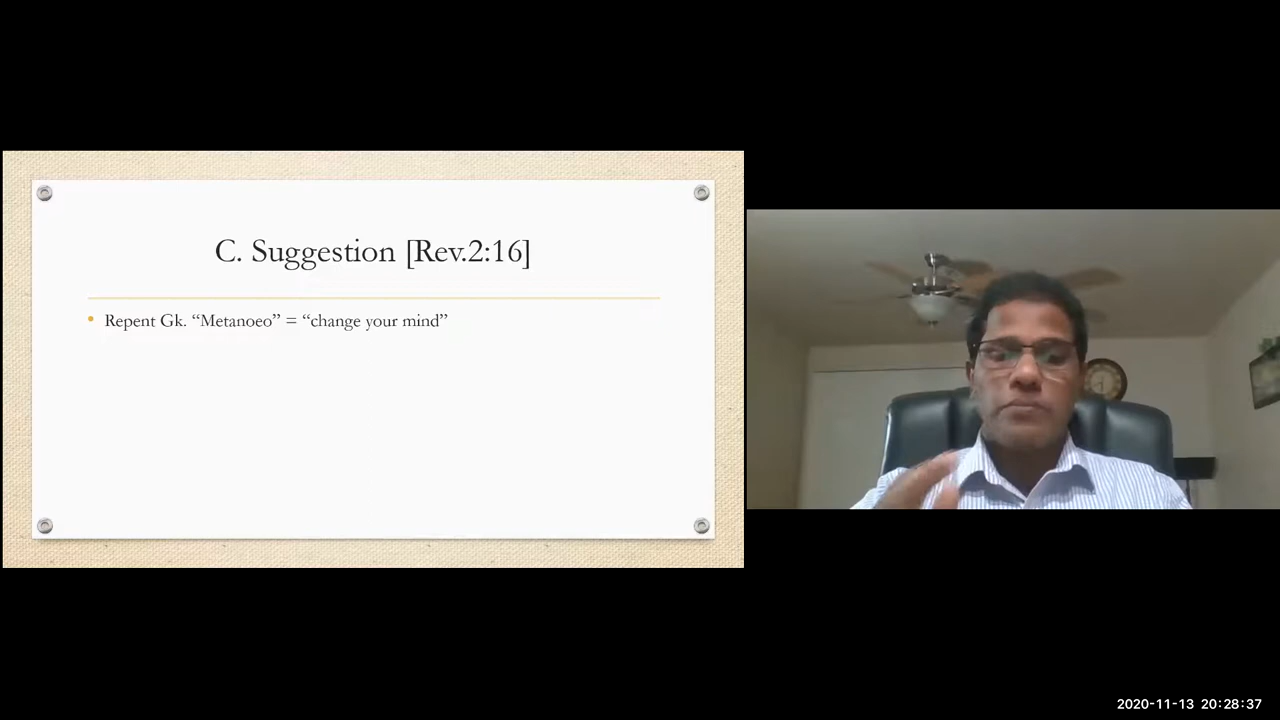 C. Suggestion [Rev.2:16]
• Repent Gk. “Metanoeo” = “change your mind”
2020-11-13 20:28:37